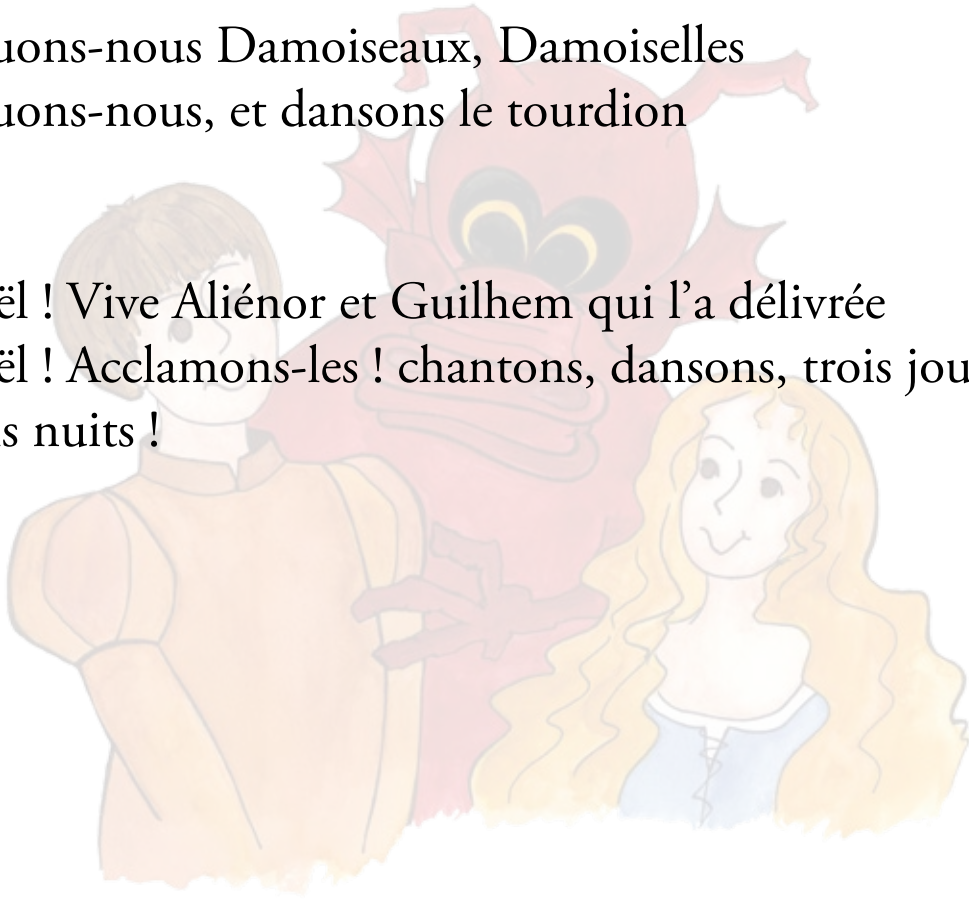 uons-nous Damoiseaux, Damoiselles
uons-nous, et dansons le tourdion
ël ! Vive Aliénor et Guilhem qui l’a délivrée
ël ! Acclamons-les ! chantons, dansons, trois jou
s nuits !